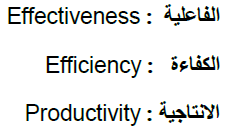 الفاعلية : Effectiveness
الكفاءة : Efficiency
الانتاجية : Productivity